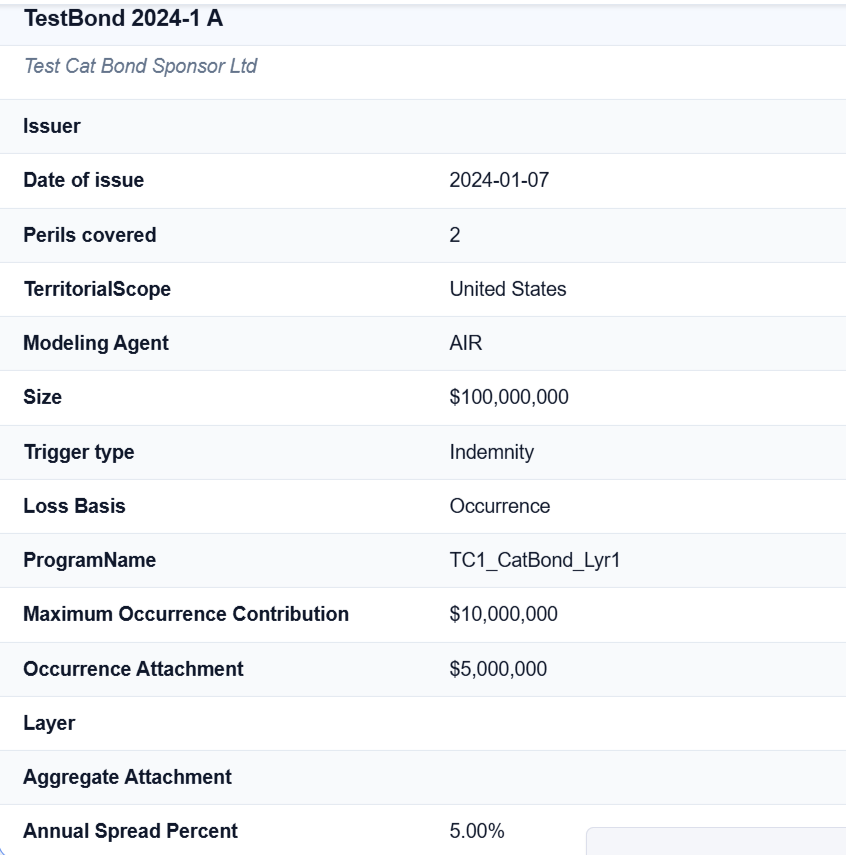 TestBond 2024-1 A
Test Cat Bond Sponsor Ltd
Issuer
Date of issue 2024-01-07
Perils covered 2
TerritorialScope United States
Modeling Agent AIR
Size $100,000,000
Trigger type Indemnity
Loss Basis Occurrence
ProgramName TC1_CatBond_Lyr1
Maximum Occurrence Contribution $10,000,000
Occurrence Attachment $5,000,000
Layer
Aggregate Attachment
Annual Spread Percent 5.00%